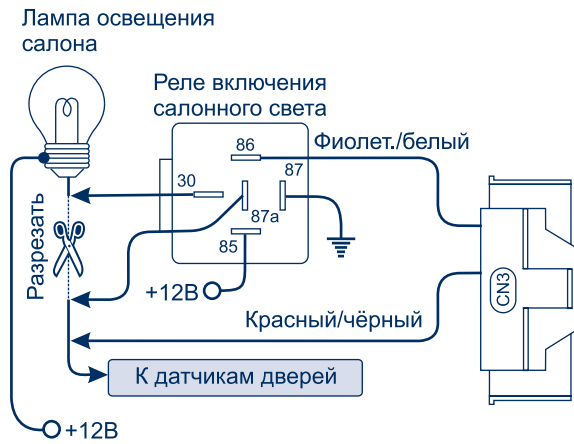 Лампа освещения
салона
Реле включения
салонного света
86
Фиолет./белый
30
87
87а
85
Разрезать
+12В
CN3
Красный/чёрный
К датчикам дверей
+12В